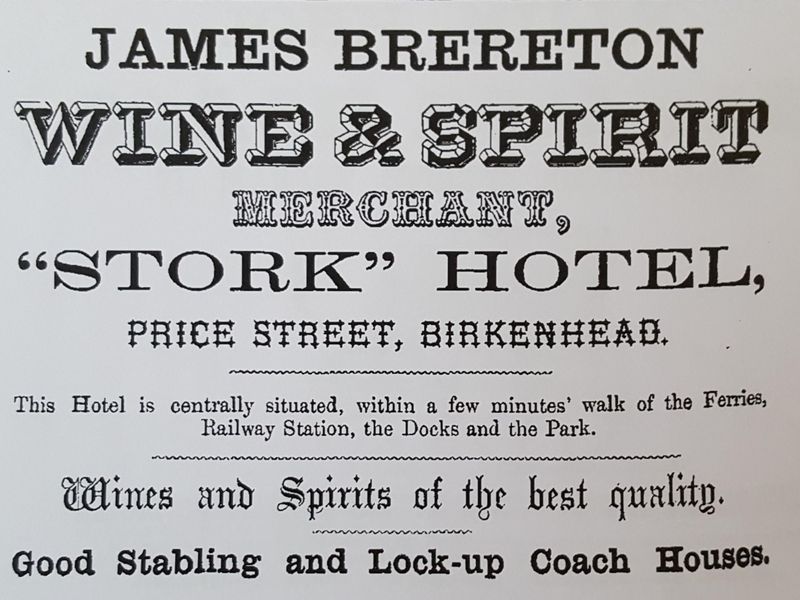 JAMES BRERETON
WINE & SPIRIT
MERCHANT,
“STORK” HOTEL,
PRICE STREET, BIRKENHEAD.
This Hotel is centrally situated, within a few minutes’ walk of the Ferries,
Railway Station, the Docks and the Park.
Wines and Spirits of the best quality.
Good Stabling and Lock-up Coach Houses.